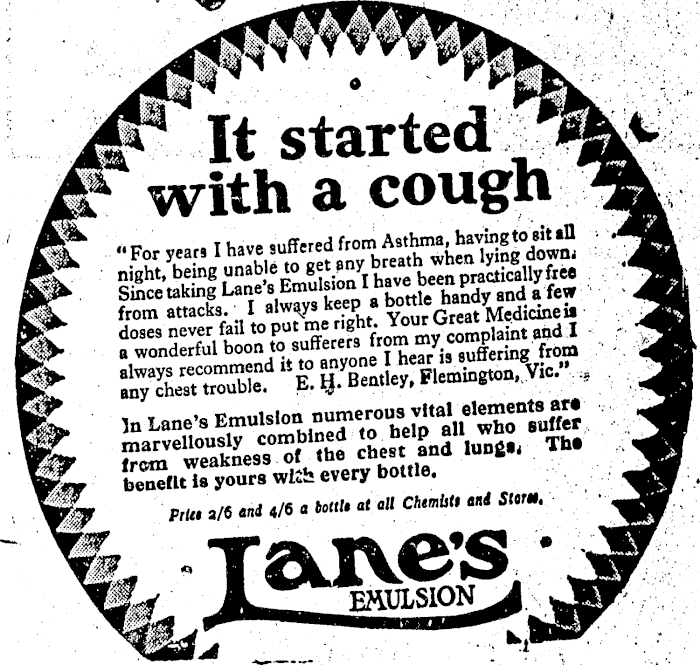 It started
with a cough
"For years I have suffered from Asthma, having to sit all
night, being unable to get any breath when lying down.
Since taking Lane's Emulsion I have been practically free
from attacks. I always keep a bottle handy and a few
doses never fail to put me right. Your Great Medicine is
a wonderful boon to sufferers from my complaint and I
always recommend it to anyone I hear is suffering from
any chest trouble. E. H. Bentley, Flemington, Vic."
In Lane's Emulsion numerous vital elements are
marvellously combined to help all who suffer
from weakness of the chest and lungs. The
benefit is yours with every bottle.
Price 2/6 and 4/6 a bottle at all Chemists and Stores.
Lane's
EMULSION